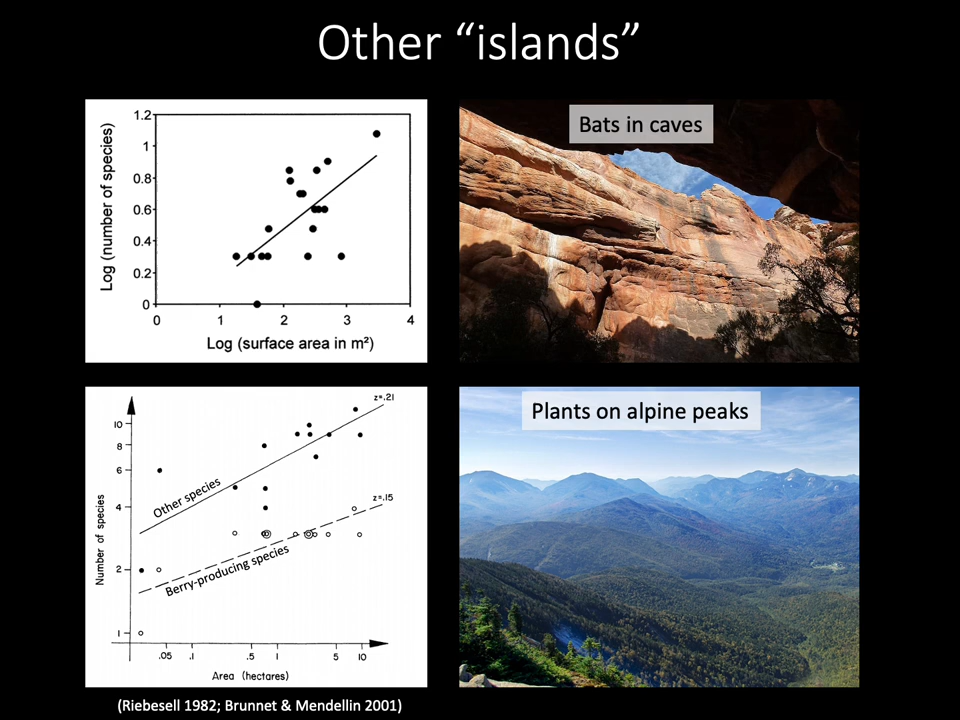 Other “islands”
Log (number of species)
1.2
1
0.8
0.6
0.4
0.2
0
0
1
2
3
4
Log (surface area in m²)
Bats in caves
Number of species
10
8
6
4
2
1
z=.21
Other species
z=.15
Berry-producing species
.05
.1
.5
1
5
10
Area (hectares)
Plants on alpine peaks
(Riebesell 1982; Brunnet & Mendellin 2001)